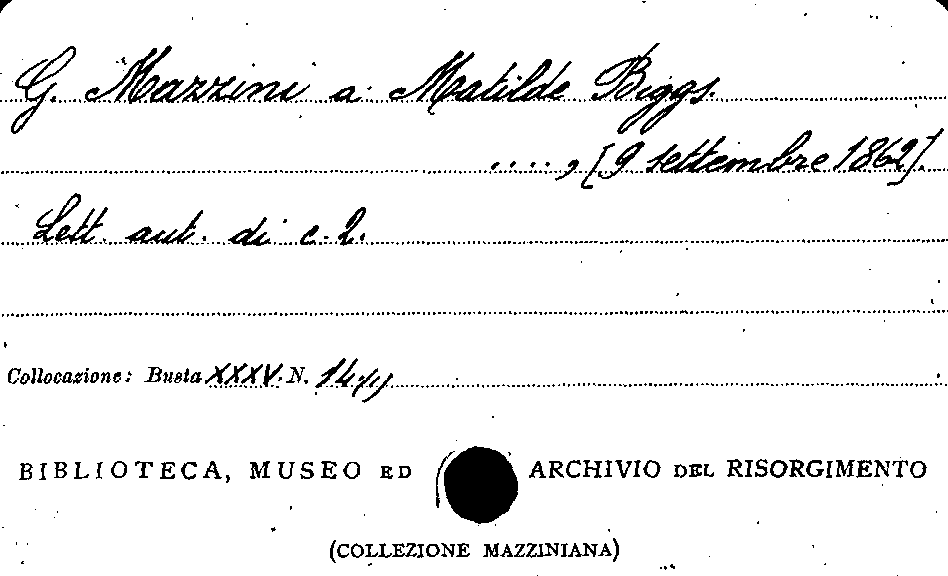 G. Mazzini a Matilde Biggs.
...., [9 settembre 1862].
Lett. aut. di c. 2.
Collocazione: Busta XXXV N. 14
BIBLIOTECA, MUSEO ED ARCHIVIO DEL RISORGIMENTO
(COLLEZIONE MAZZINIANA)